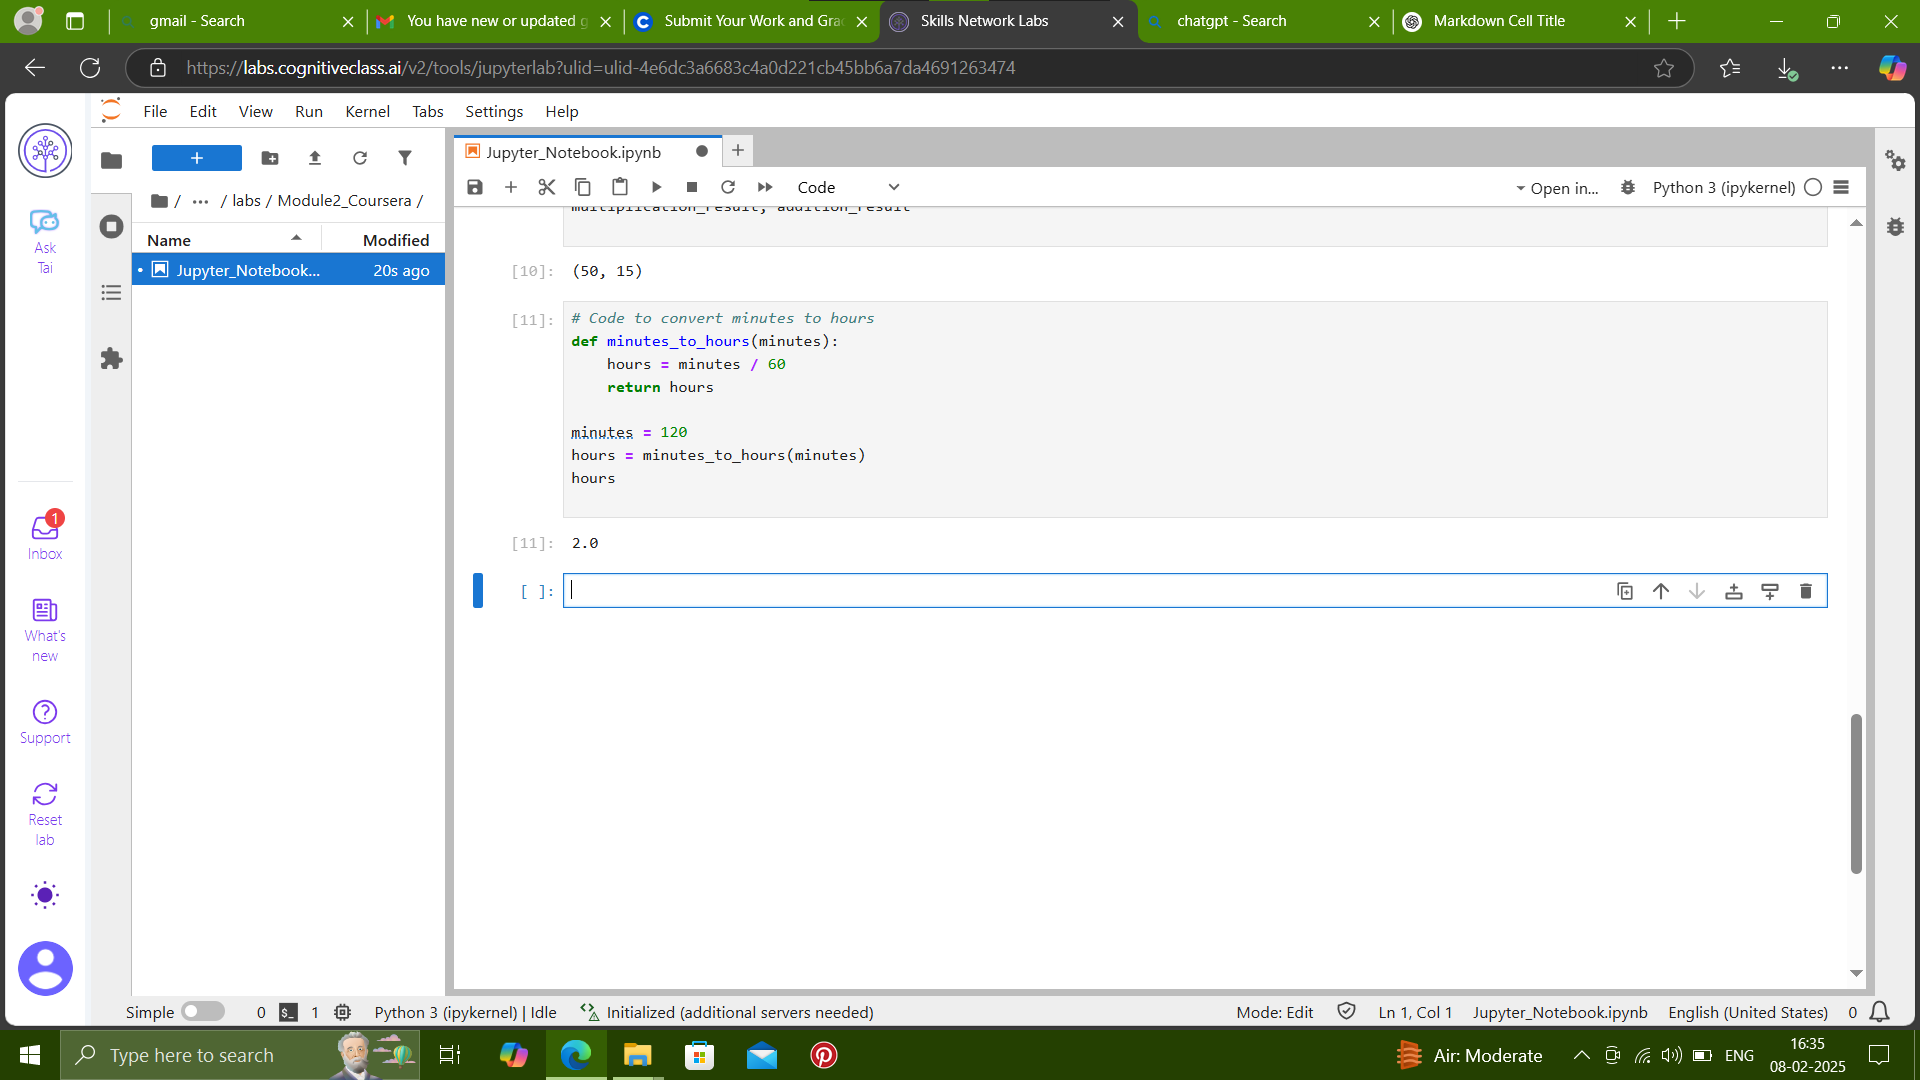 gmail - Search
You have new or updated g
Submit Your Work and Gra
Skills Network Labs
chatgpt - Search
Markdown Cell Title
https://labs.cognitiveclass.ai/v2/tools/jupyterlab?ulid=ulid-4e6dc3a6683c4a0d221cb45bb6a7da4691263474
File Edit View Run Kernel Tabs Settings Help
Ask
Tai
Inbox
1
What's
new
Support
Reset
lab
+
/ ... / labs / Module2_Coursera /
Name Modified
Jupyter_Notebook... 20s ago
Jupyter_Notebook.ipynb
Code
Open in...
Python 3 (ipykernel)
multiplication_result, addition_result
[10]: (50, 15)
[11]: # Code to convert minutes to hours
def minutes_to_hours(minutes):
hours = minutes / 60
return hours
minutes = 120
hours = minutes_to_hours(minutes)
hours
[11]: 2.0
[ ]:
Simple 0 1 Python 3 (ipykernel) | Idle Initialized (additional servers needed) Mode: Edit Ln 1, Col 1 Jupyter_Notebook.ipynb English (United States) 0
Type here to search
Air: Moderate
ENG
16:35
08-02-2025